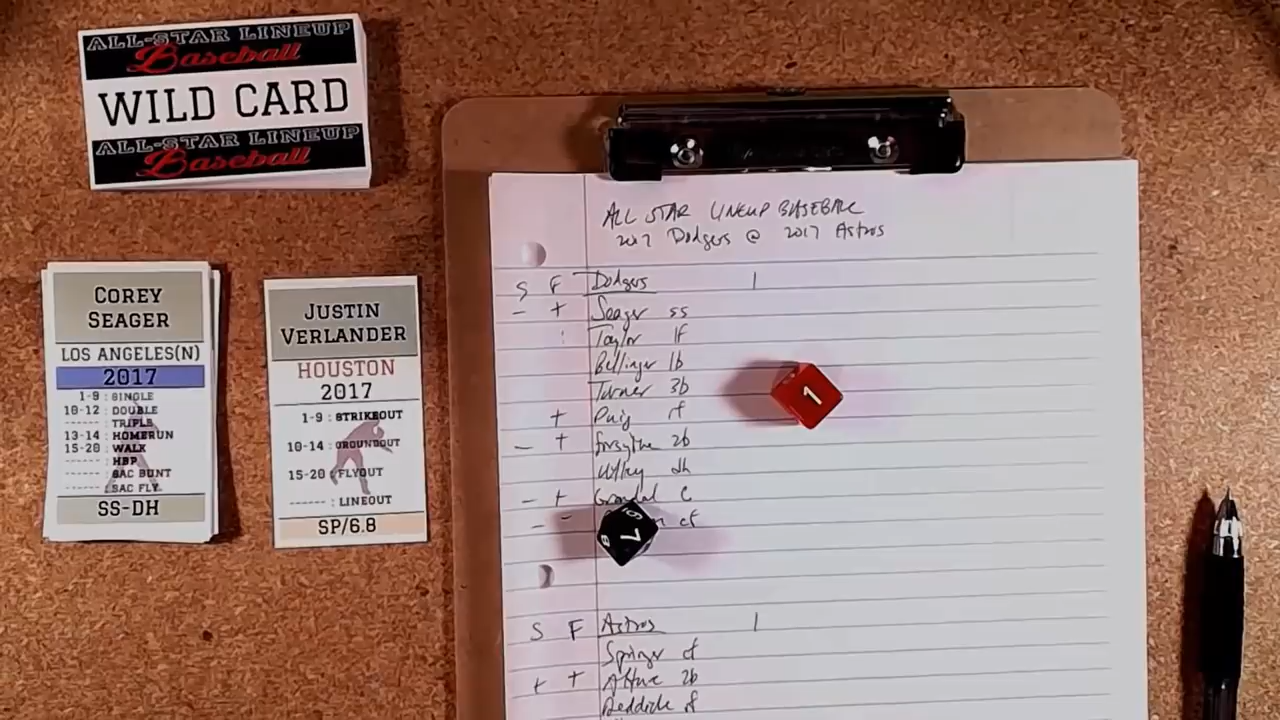 ALL-STAR LINEUP
Baseball
WILD CARD
ALL-STAR LINEUP
Baseball
COREY
SEAGER
LOS ANGELES(N)
2017
1-9 : SINGLE
10-12 : DOUBLE
------ : TRIPLE
13-14 : HOMERUN
15-20 : WALK
------ : HBP
------ : SAC BUNT
------ : SAC FLY
SS-DH
JUSTIN
VERLANDER
HOUSTON
2017
1-9 : STRIKEOUT
10-14 : GROUNDOUT
15-20 : FLYOUT
------ : LINEOUT
SP/6.8
ALL STAR LINEUP BASEBALL
2017 Dodgers @ 2017 Astros
S F Dodgers 1
- + Seager ss
Taylor lf
Bellinger 1b
Turner 3b
+ Puig rf
- + Forsythe 2b
Utley dh
- + Grandal c
- - cf
S F Astros 1
Springer cf
+ + Altuve 2b
Reddick rf
1
10
7
8